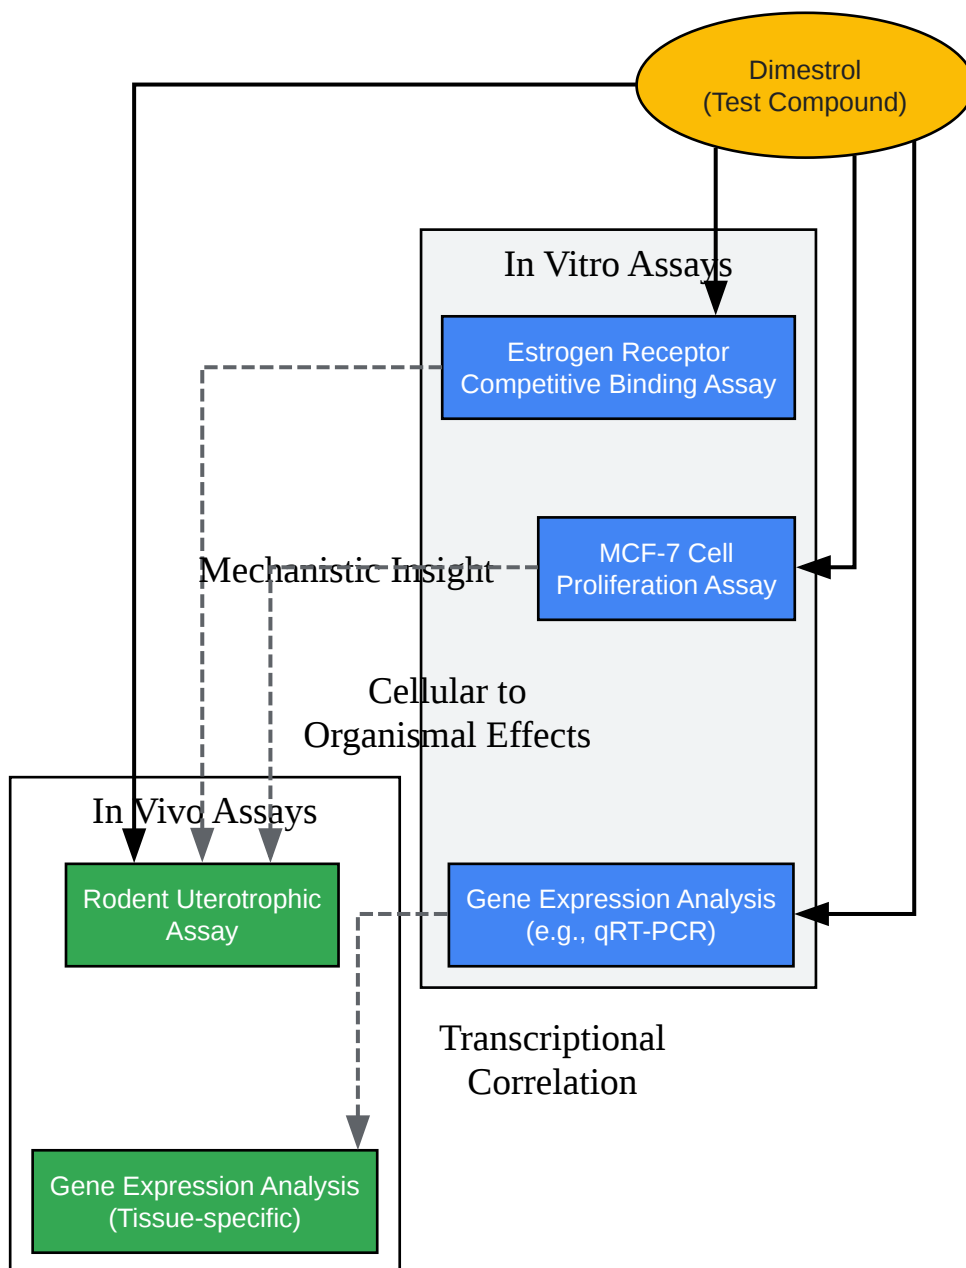 Dimestrol
(Test Compound)
In Vitro Assays
Estrogen Receptor
Competitive Binding Assay
MCF-7 Cell
Proliferation Assay
Mechanistic Insight
Cellular to
Organismal Effects
In Vivo Assays
Rodent Uterotrophic
Assay
Gene Expression Analysis
(e.g., qRT-PCR)
Transcriptional
Correlation
Gene Expression Analysis
(Tissue-specific)